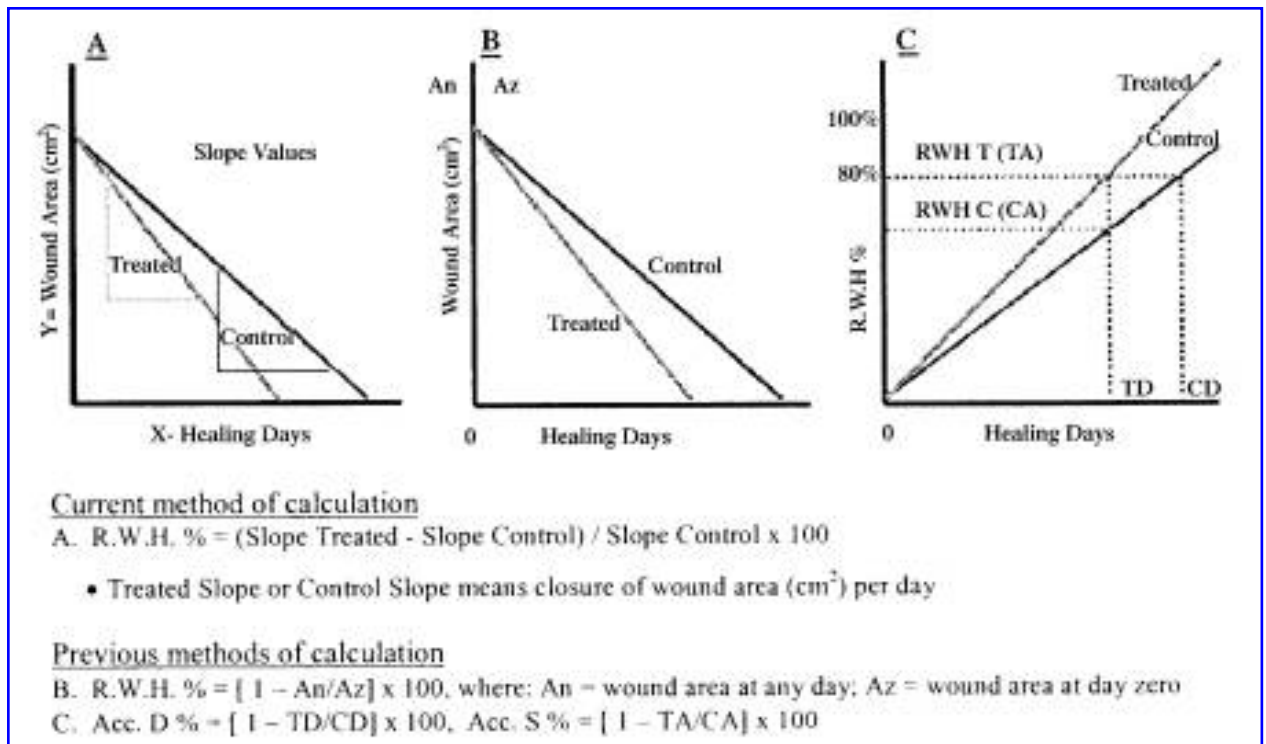 A
Y= Wound Area (cm²)
Slope Values
Treated
Control
X- Healing Days
B
An Az
Wound Area (cm²)
Control
Treated
0 Healing Days
C
Treated
100%
Control
RWH T (TA)
80%
RWH C (CA)
R.W.H %
TD CD
0 Healing Days
Current method of calculation
A. R.W.H. % = (Slope Treated - Slope Control) / Slope Control x 100
• Treated Slope or Control Slope means closure of wound area (cm²) per day
Previous methods of calculation
B. R.W.H. % = [ 1 – An/Az] x 100, where: An = wound area at any day; Az = wound area at day zero
C. Acc. D % = [ 1 – TD/CD] x 100, Acc. S % = [ 1 – TA/CA] x 100